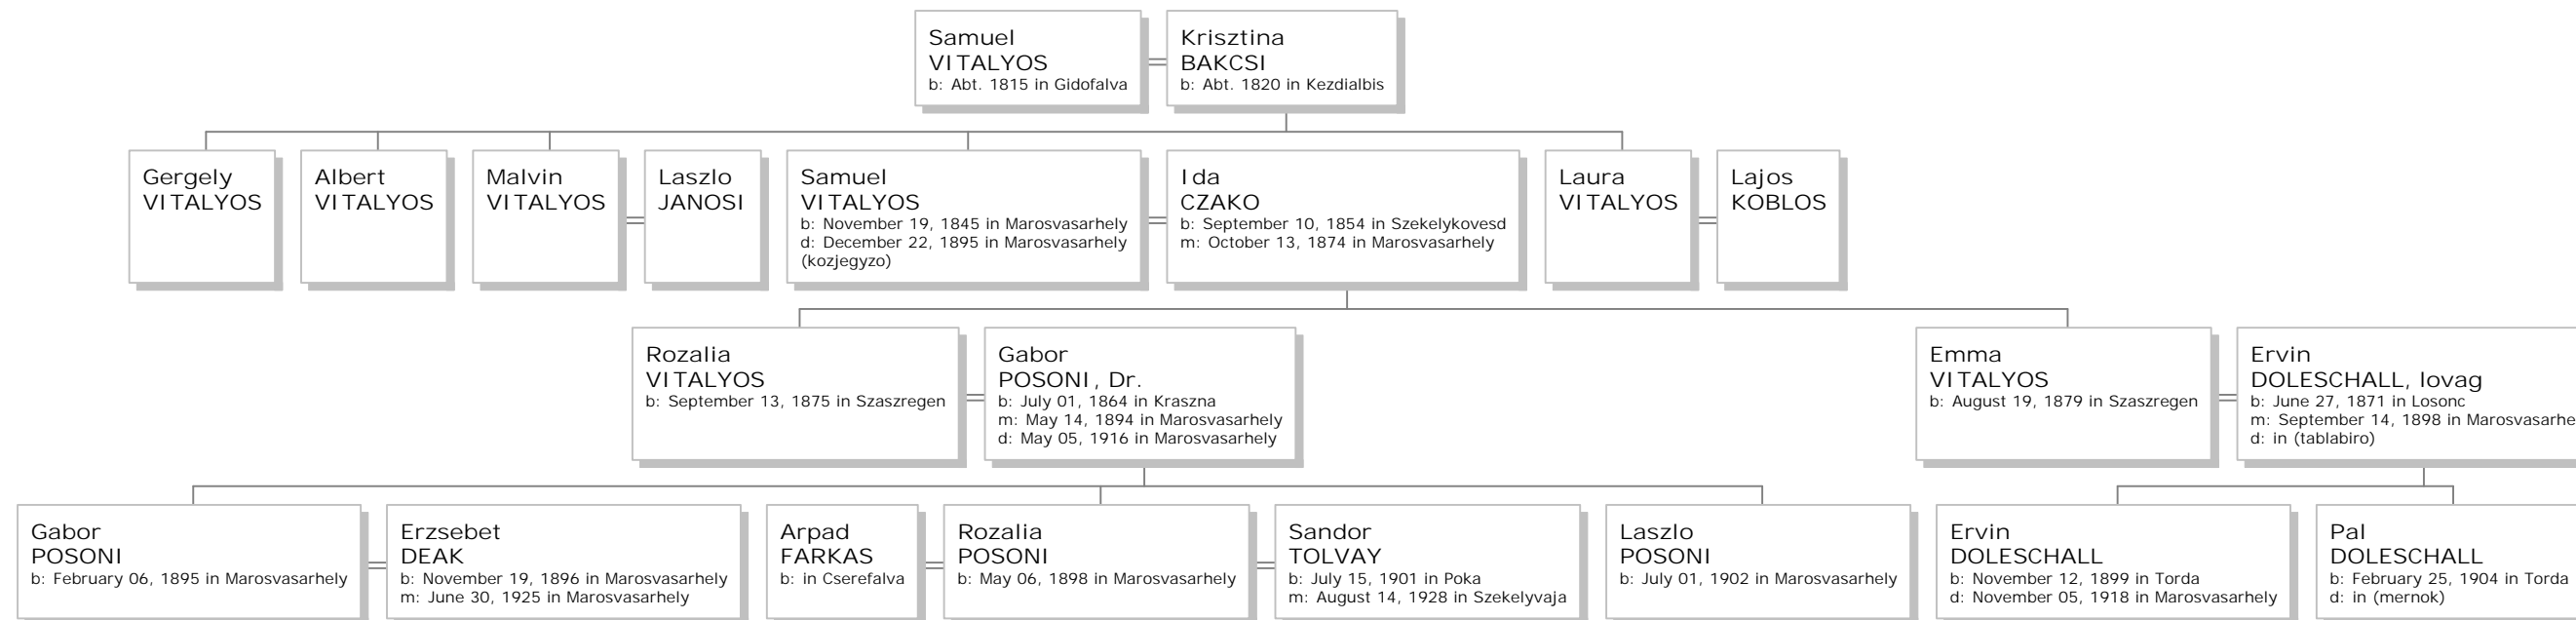 Samuel
VITALYOS
b: Abt. 1815 in Gidofalva
Krisztina
BAKCSI
b: Abt. 1820 in Kezdialbis
Gergely
VITALYOS
Albert
VITALYOS
Malvin
VITALYOS
Laszlo
JANOSI
Samuel
VITALYOS
b: November 19, 1845 in Marosvasarhely
d: December 22, 1895 in Marosvasarhely
(kozjegyzo)
Ida
CZAKO
b: September 10, 1854 in Szekelykovesd
m: October 13, 1874 in Marosvasarhely
Laura
VITALYOS
Lajos
KOBLOS
Rozalia
VITALYOS
b: September 13, 1875 in Szaszregen
Gabor
POSONI, Dr.
b: July 01, 1864 in Kraszna
m: May 14, 1894 in Marosvasarhely
d: May 05, 1916 in Marosvasarhely
Emma
VITALYOS
b: August 19, 1879 in Szaszregen
Ervin
DOLESCHALL, lovag
b: June 27, 1871 in Losonc
m: September 14, 1898 in Marosvasarhe
d: in (tablabiro)
Gabor
POSONI
b: February 06, 1895 in Marosvasarhely
Erzsebet
DEAK
b: November 19, 1896 in Marosvasarhely
m: June 30, 1925 in Marosvasarhely
Arpad
FARKAS
b: in Cserefalva
Rozalia
POSONI
b: May 06, 1898 in Marosvasarhely
Sandor
TOLVAY
b: July 15, 1901 in Poka
m: August 14, 1928 in Szekelyvaja
Laszlo
POSONI
b: July 01, 1902 in Marosvasarhely
Ervin
DOLESCHALL
b: November 12, 1899 in Torda
d: November 05, 1918 in Marosvasarhely
Pal
DOLESCHALL
b: February 25, 1904 in Torda
d: in (mernok)